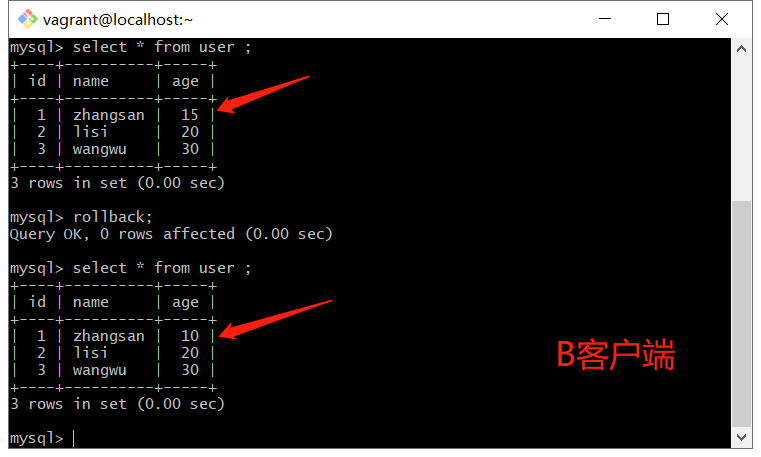 vagrant@localhost:~
mysql> select * from user ;
+----+----------+-----+
| id | name     | age |
+----+----------+-----+
|  1 | zhangsan |  15 |
|  2 | lisi     |  20 |
|  3 | wangwu   |  30 |
+----+----------+-----+
3 rows in set (0.00 sec)
mysql> rollback;
Query OK, 0 rows affected (0.00 sec)
mysql> select * from user ;
+----+----------+-----+
| id | name     | age |
+----+----------+-----+
|  1 | zhangsan |  10 |
|  2 | lisi     |  20 |
|  3 | wangwu   |  30 |
+----+----------+-----+
3 rows in set (0.00 sec)
mysql>
B客户端